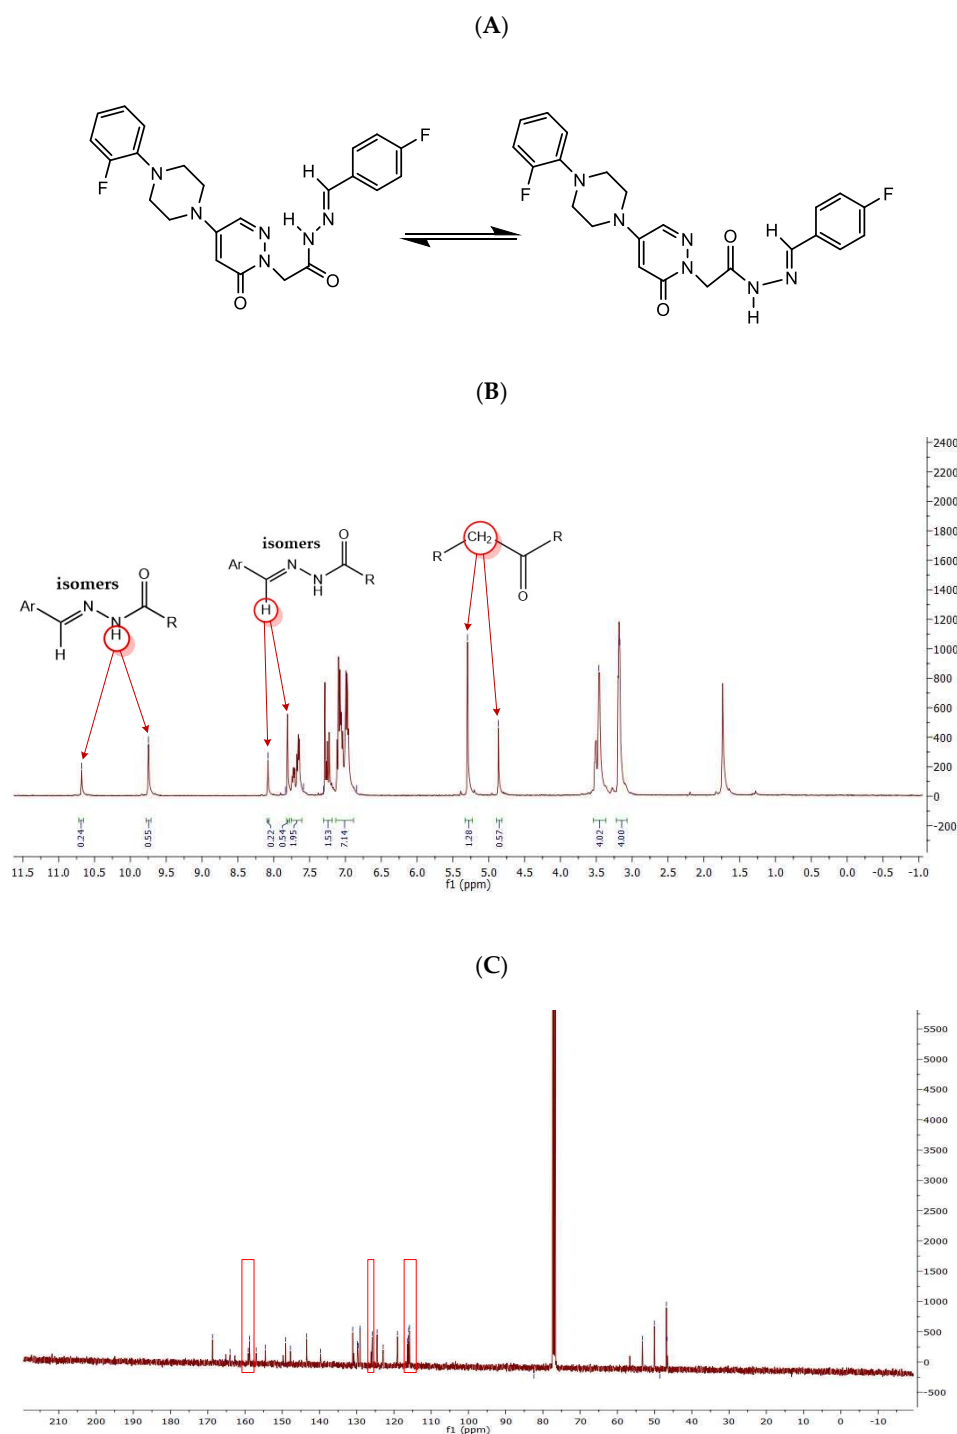 (A)
F
N
F
H
N
N
H
N
N
NH
N
O
O
F
N
F
N
N
N
O
H
N
N
O
H
(B)
isomers
O
Ar
N
N
H
R
H
isomers
O
Ar
N
NH
R
H
CH2
R
R
O
2400
2200
2000
1800
1600
1400
1200
1000
800
600
400
200
0
-200
0.24
0.55
0.22
0.54
1.95
1.53
7.14
1.28
0.57
4.02
4.00
11.5 11.0 10.5 10.0 9.5 9.0 8.5 8.0 7.5 7.0 6.5 6.0 5.5 5.0 4.5 4.0 3.5 3.0 2.5 2.0 1.5 1.0 0.5 0.0 -0.5 -1.0
f1 (ppm)
(C)
5500
5000
4500
4000
3500
3000
2500
2000
1500
1000
500
0
-500
210 200 190 180 170 160 150 140 130 120 110 100 90 80 70 60 50 40 30 20 10 0 -10
f1 (ppm)